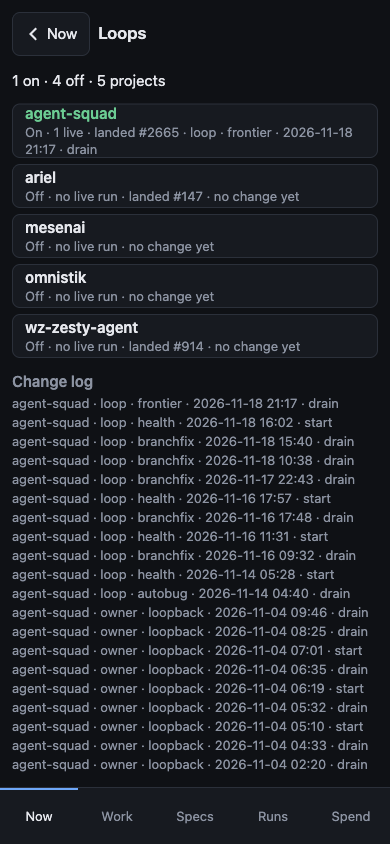 Now Loops
1 on · 4 off · 5 projects
agent-squad
On · 1 live · landed #2665 · loop · frontier · 2026-11-18
21:17 · drain
ariel
Off · no live run · landed #147 · no change yet
mesenai
Off · no live run · no change yet
omnistik
Off · no live run · no change yet
wz-zesty-agent
Off · no live run · landed #914 · no change yet
Change log
agent-squad · loop · frontier · 2026-11-18 21:17 · drain
agent-squad · loop · health · 2026-11-18 16:02 · start
agent-squad · loop · branchfix · 2026-11-18 15:40 · drain
agent-squad · loop · branchfix · 2026-11-18 10:38 · drain
agent-squad · loop · branchfix · 2026-11-17 22:43 · drain
agent-squad · loop · health · 2026-11-16 17:57 · start
agent-squad · loop · branchfix · 2026-11-16 17:48 · drain
agent-squad · loop · health · 2026-11-16 11:31 · start
agent-squad · loop · branchfix · 2026-11-16 09:32 · drain
agent-squad · loop · health · 2026-11-14 05:28 · start
agent-squad · loop · autobug · 2026-11-14 04:40 · drain
agent-squad · owner · loopback · 2026-11-04 09:46 · drain
agent-squad · owner · loopback · 2026-11-04 08:25 · drain
agent-squad · owner · loopback · 2026-11-04 07:01 · start
agent-squad · owner · loopback · 2026-11-04 06:35 · drain
agent-squad · owner · loopback · 2026-11-04 06:19 · start
agent-squad · owner · loopback · 2026-11-04 05:32 · drain
agent-squad · owner · loopback · 2026-11-04 05:10 · start
agent-squad · owner · loopback · 2026-11-04 04:33 · drain
agent-squad · owner · loopback · 2026-11-04 02:20 · drain
Now Work Specs Runs Spend